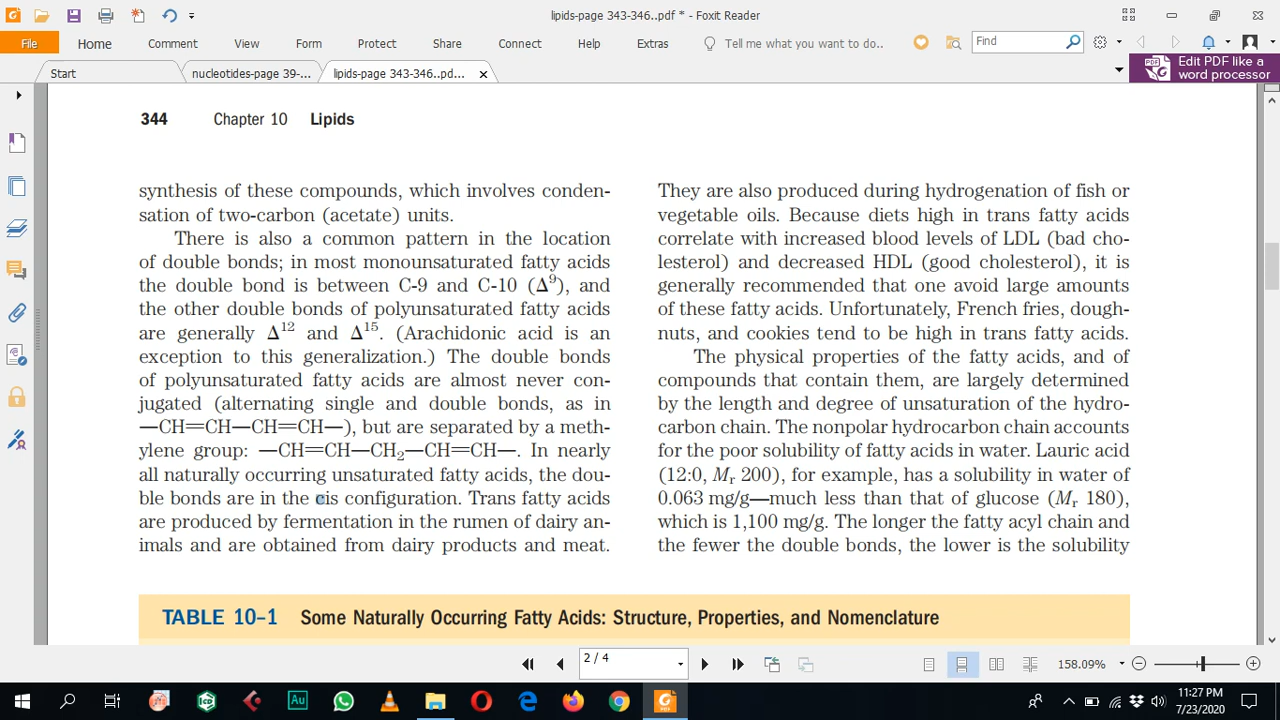 lipids-page 343-346..pdf * - Foxit Reader
File Home Comment View Form Protect Share Connect Help Extras Tell me what you want to do.. Find
Start nucleotides-page 39-... lipids-page 343-346..pd...
Edit PDF like a
word processor
344 Chapter 10 Lipids
synthesis of these compounds, which involves conden-
sation of two-carbon (acetate) units.
There is also a common pattern in the location
of double bonds; in most monounsaturated fatty acids
the double bond is between C-9 and C-10 (Δ⁹), and
the other double bonds of polyunsaturated fatty acids
are generally Δ¹² and Δ¹⁵. (Arachidonic acid is an
exception to this generalization.) The double bonds
of polyunsaturated fatty acids are almost never con-
jugated (alternating single and double bonds, as in
—CH=CH—CH=CH—), but are separated by a meth-
ylene group: —CH=CH—CH₂—CH=CH—. In nearly
all naturally occurring unsaturated fatty acids, the dou-
ble bonds are in the cis configuration. Trans fatty acids
are produced by fermentation in the rumen of dairy an-
imals and are obtained from dairy products and meat.
They are also produced during hydrogenation of fish or
vegetable oils. Because diets high in trans fatty acids
correlate with increased blood levels of LDL (bad cho-
lesterol) and decreased HDL (good cholesterol), it is
generally recommended that one avoid large amounts
of these fatty acids. Unfortunately, French fries, dough-
nuts, and cookies tend to be high in trans fatty acids.
The physical properties of the fatty acids, and of
compounds that contain them, are largely determined
by the length and degree of unsaturation of the hydro-
carbon chain. The nonpolar hydrocarbon chain accounts
for the poor solubility of fatty acids in water. Lauric acid
(12:0, Mᵣ 200), for example, has a solubility in water of
0.063 mg/g—much less than that of glucose (Mᵣ 180),
which is 1,100 mg/g. The longer the fatty acyl chain and
the fewer the double bonds, the lower is the solubility
TABLE 10–1 Some Naturally Occurring Fatty Acids: Structure, Properties, and Nomenclature
2 / 4 158.09%
Au 11:27 PM
7/23/2020